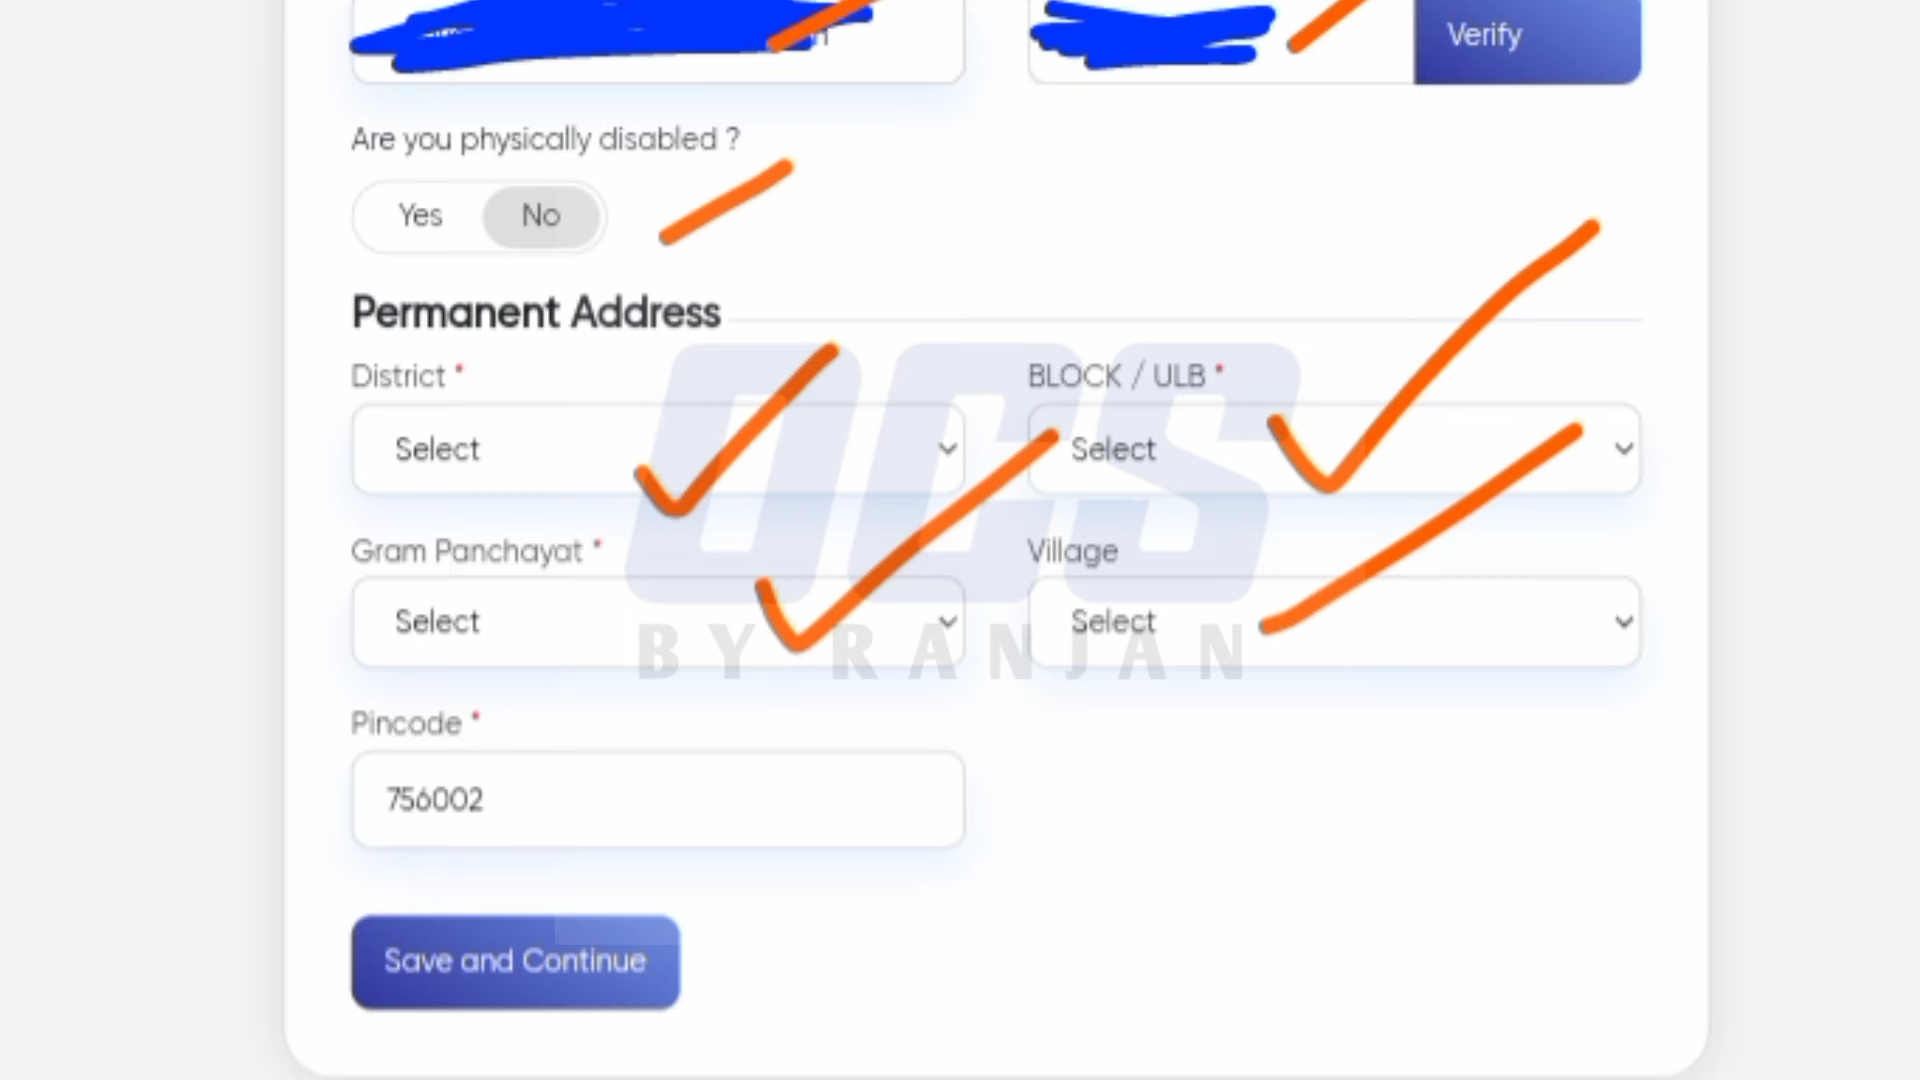 Verify
Are you physically disabled ?
Yes No
Permanent Address
District *
BLOCK / ULB *
Select
Select
Gram Panchayat *
Village
Select
Select
OCS
BY RANJAN
Pincode *
756002
Save and Continue